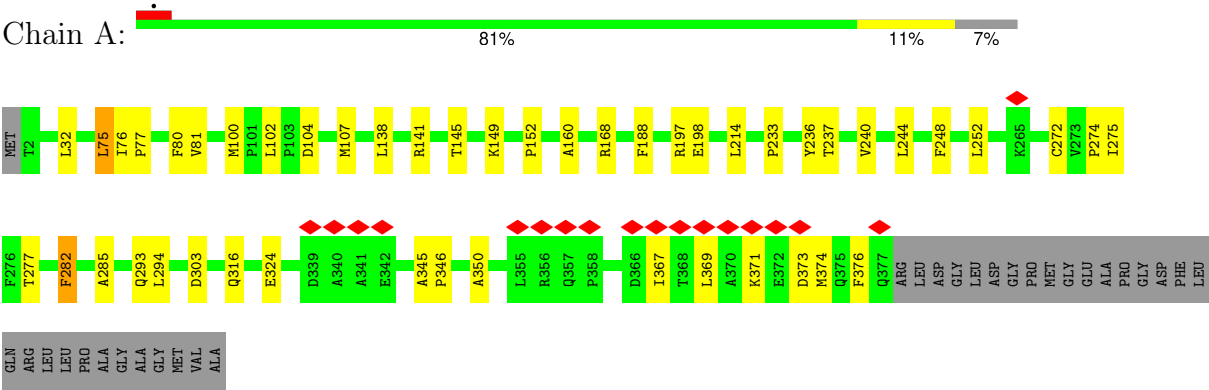 Chain A:
81% 11% 7%
MET T2 L32 L75 I76 P77 F80 V81 M100 P101 L102 P103 D104 M107 L138 R141 T145 K149 P152 A160 R168 F188 R197 E198 L214 P233 Y236 T237 V240 L244 F248 L252 K265 C272 V273 P274 I275
F276 T277 F282 A285 Q293 L294 D303 Q316 E324 D339 A340 A341 E342 A345 P346 A350 L355 R356 Q357 P358 D366 I367 T368 L369 A370 K371 E372 D373 M374 Q375 F376 Q377 ARG LEU ASP GLY LEU ASP GLY PRO MET GLY GLU ALA PRO GLY ASP PHE LEU
GLN ARG LEU LEU PRO ALA GLY ALA GLY MET VAL ALA